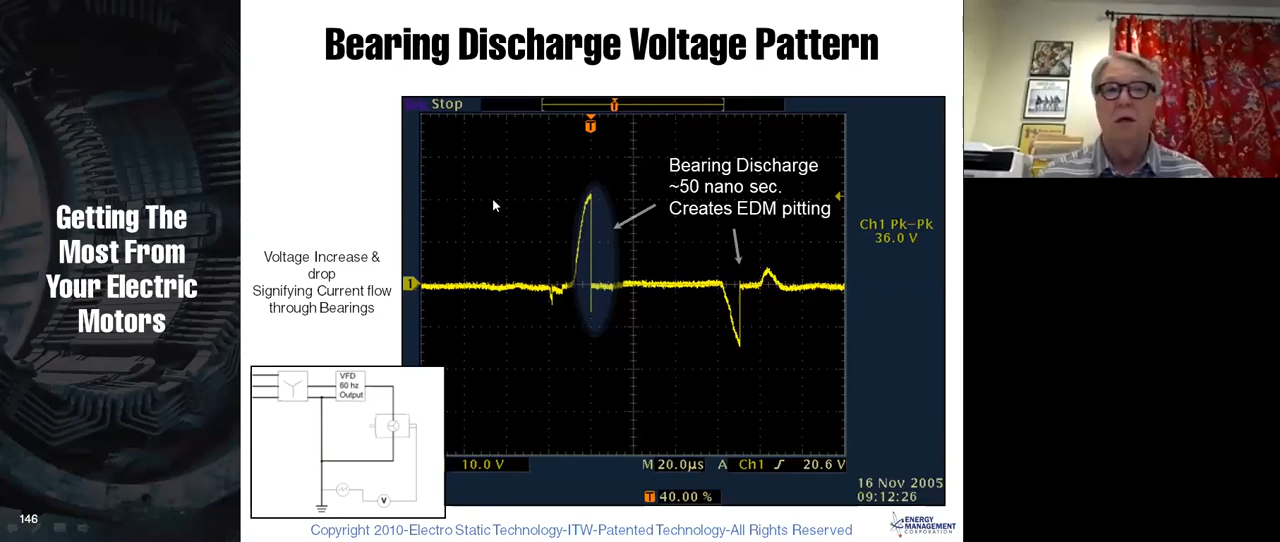 Bearing Discharge Voltage Pattern
Getting The
Most From
Your Electric
Motors
146
Voltage Increase &
drop
Signifying Current flow
through Bearings
Stop
T
T
Bearing Discharge
~50 nano sec.
Creates EDM pitting
1
Ch1 Pk-Pk
36.0 V
10.0 V
M 20.0µs
A
Ch1
20.6 V
T 40.00 %
16 Nov 2005
09:12:26
VFD
60 hz
Output
V
Copyright 2010-Electro Static Technology-ITW-Patented Technology-All Rights Reserved
ENERGY
MANAGEMENT
CORPORATION